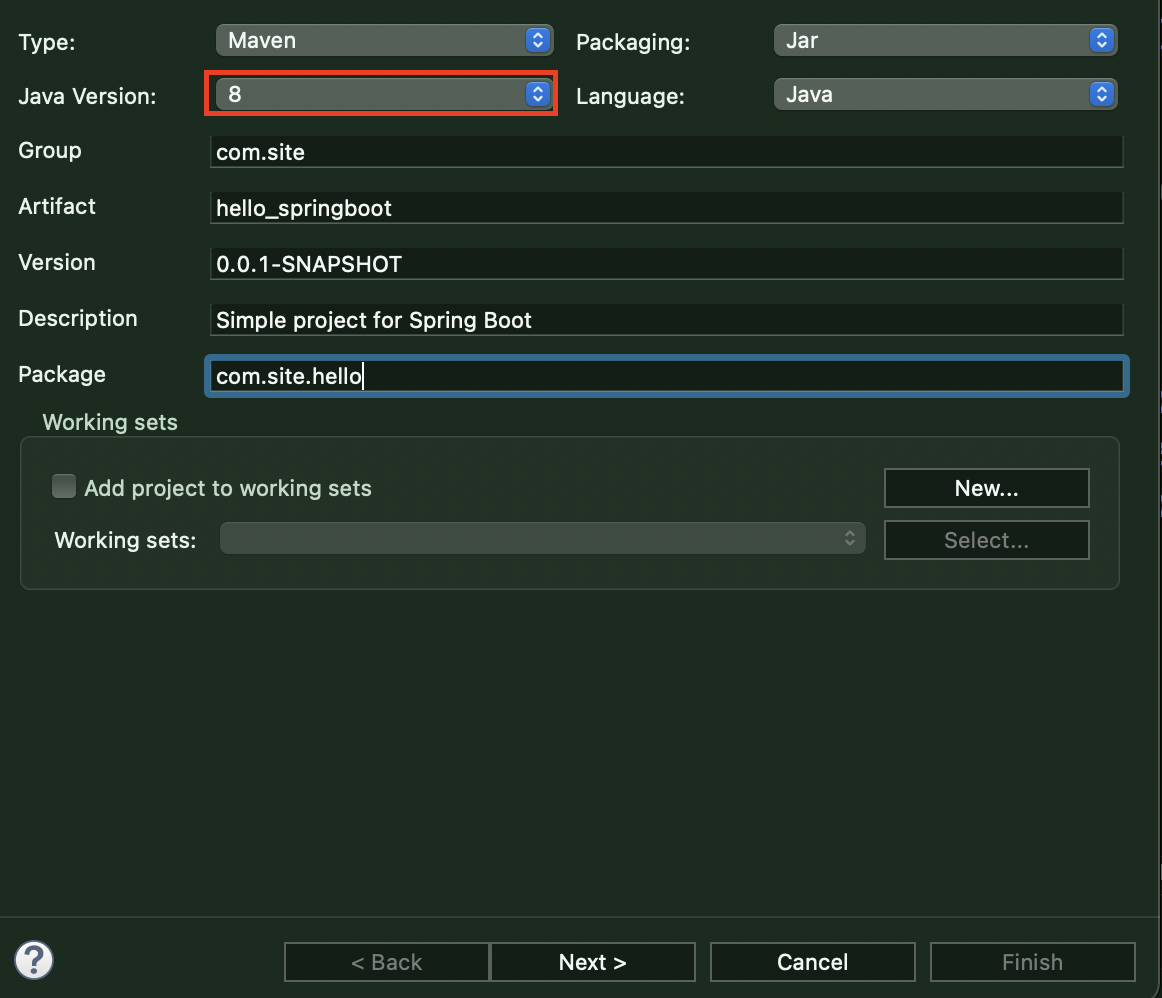 Type: Maven Packaging: Jar
Java Version: 8 Language: Java
Group com.site
Artifact hello_springboot
Version 0.0.1-SNAPSHOT
Description Simple project for Spring Boot
Package com.site.hello
Working sets
Add project to working sets New...
Working sets: Select...
? < Back Next > Cancel Finish